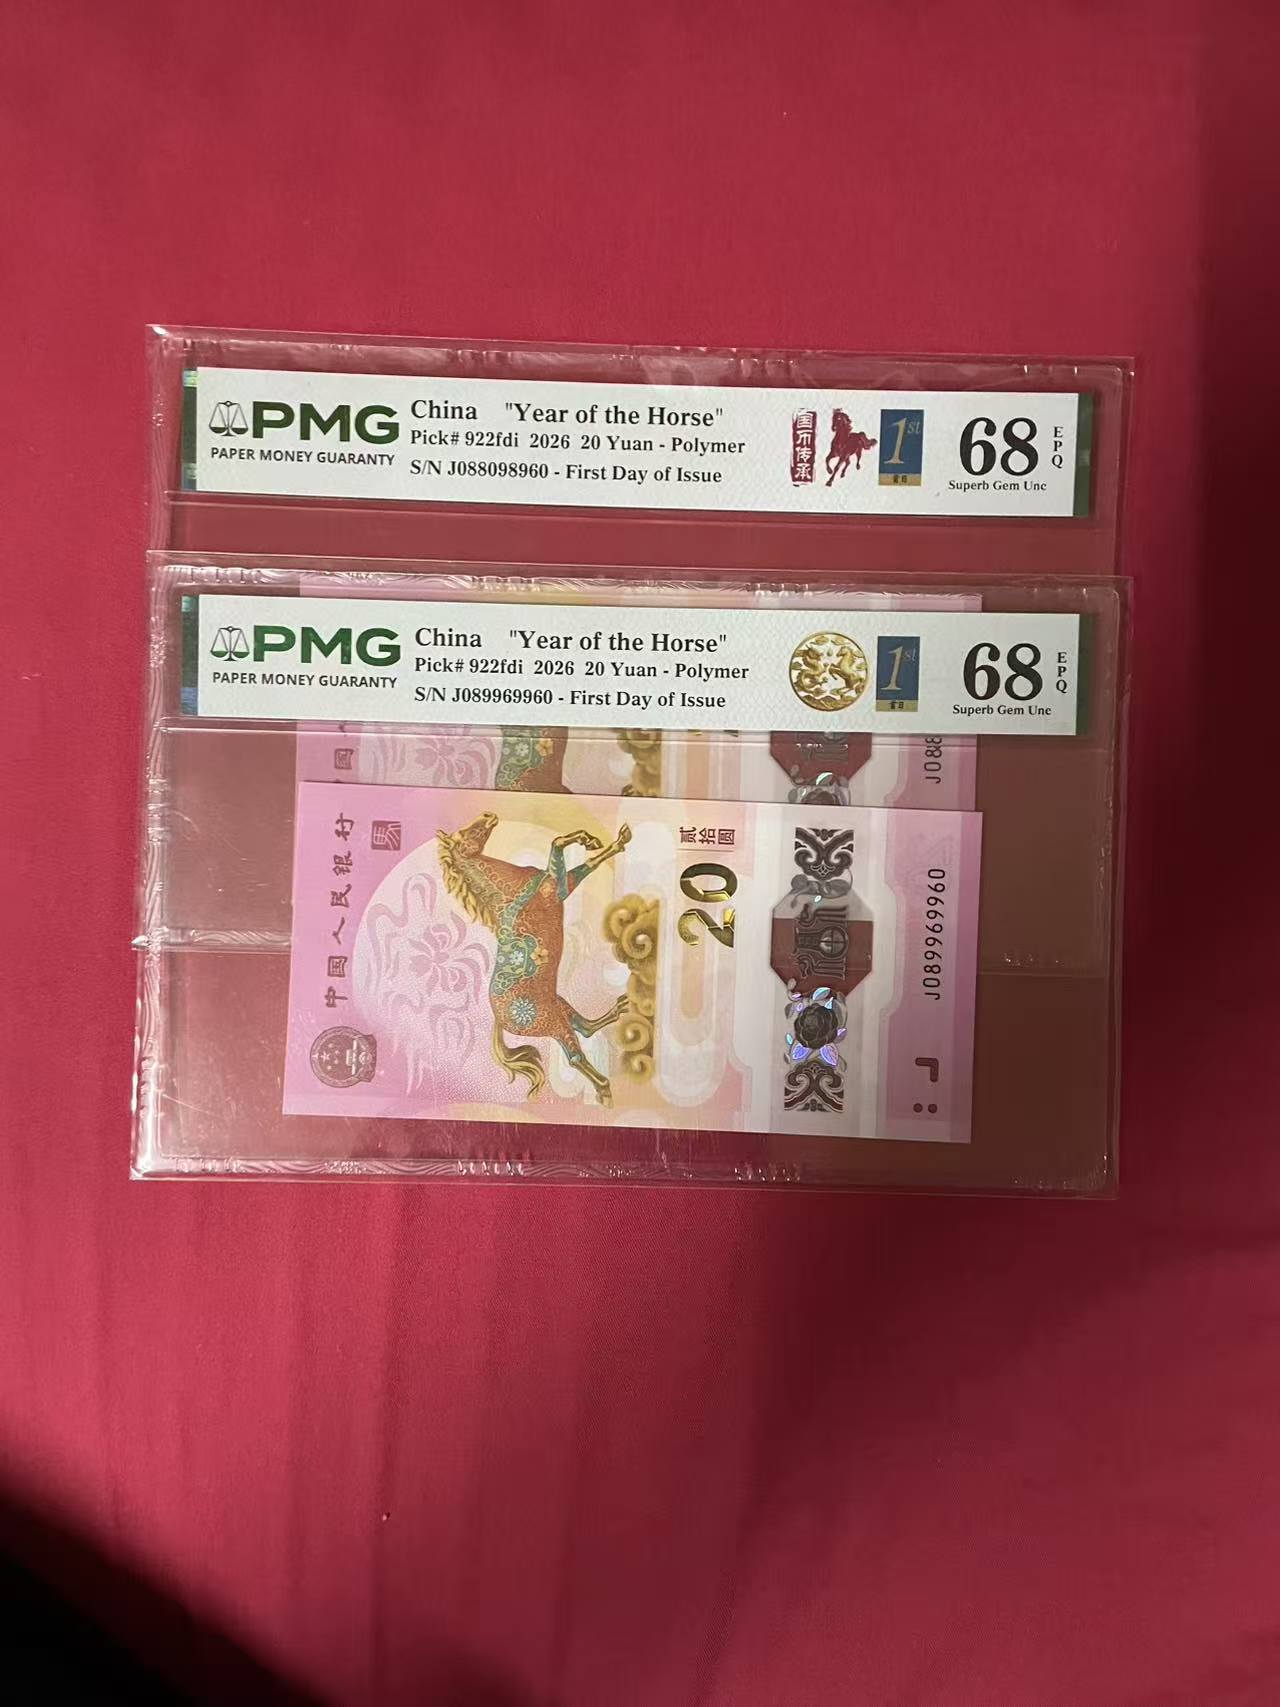 PMG
PAPER MONEY GUARANTY
China "Year of the Horse"
Pick# 922fdi 2026 20 Yuan - Polymer
S/N J088098960 - First Day of Issue
国币传承
1st
首日
68
EPQ
Superb Gem Unc
PMG
PAPER MONEY GUARANTY
China "Year of the Horse"
Pick# 922fdi 2026 20 Yuan - Polymer
S/N J089969960 - First Day of Issue
1st
首日
68
EPQ
Superb Gem Unc
中国
J088
中国人民银行
贰拾圆
20
J089969960